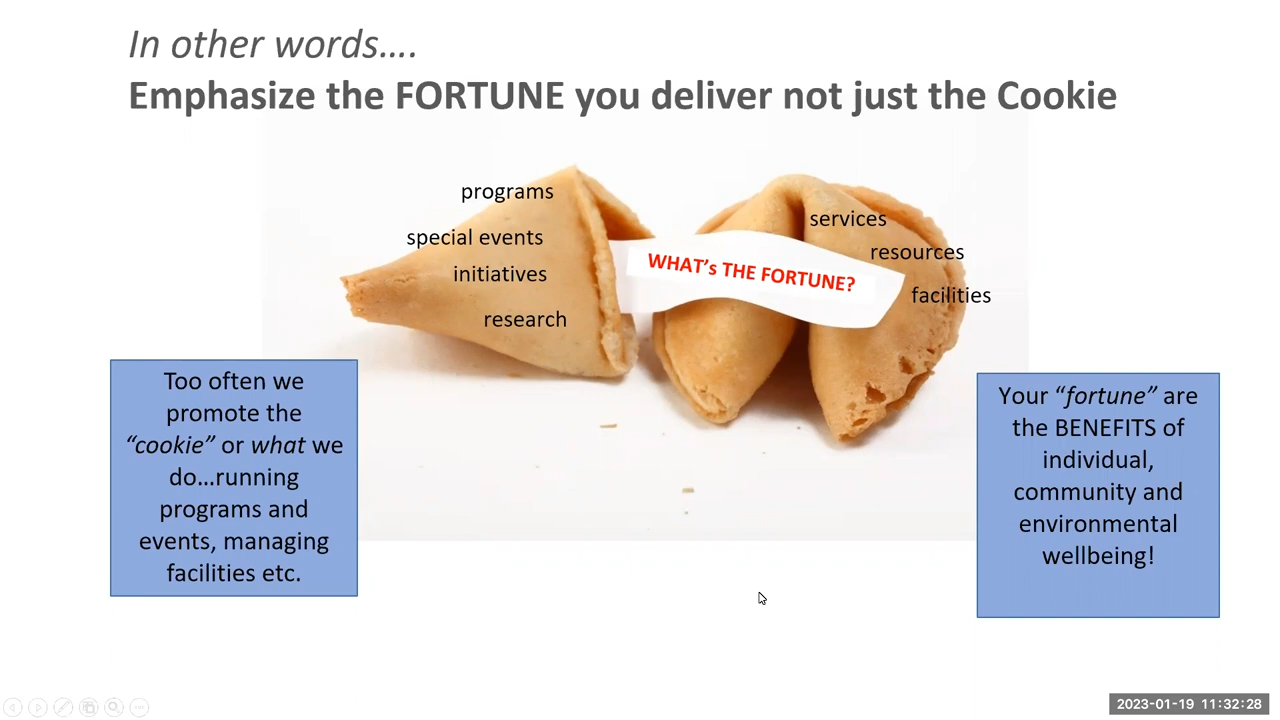 In other words….
Emphasize the FORTUNE you deliver not just the Cookie
programs
special events
initiatives
research
WHAT’s THE FORTUNE?
services
resources
facilities
Too often we
promote the
“cookie” or what we
do…running
programs and
events, managing
facilities etc.
Your “fortune” are
the BENEFITS of
individual,
community and
environmental
wellbeing!
2023-01-19 11:32:28